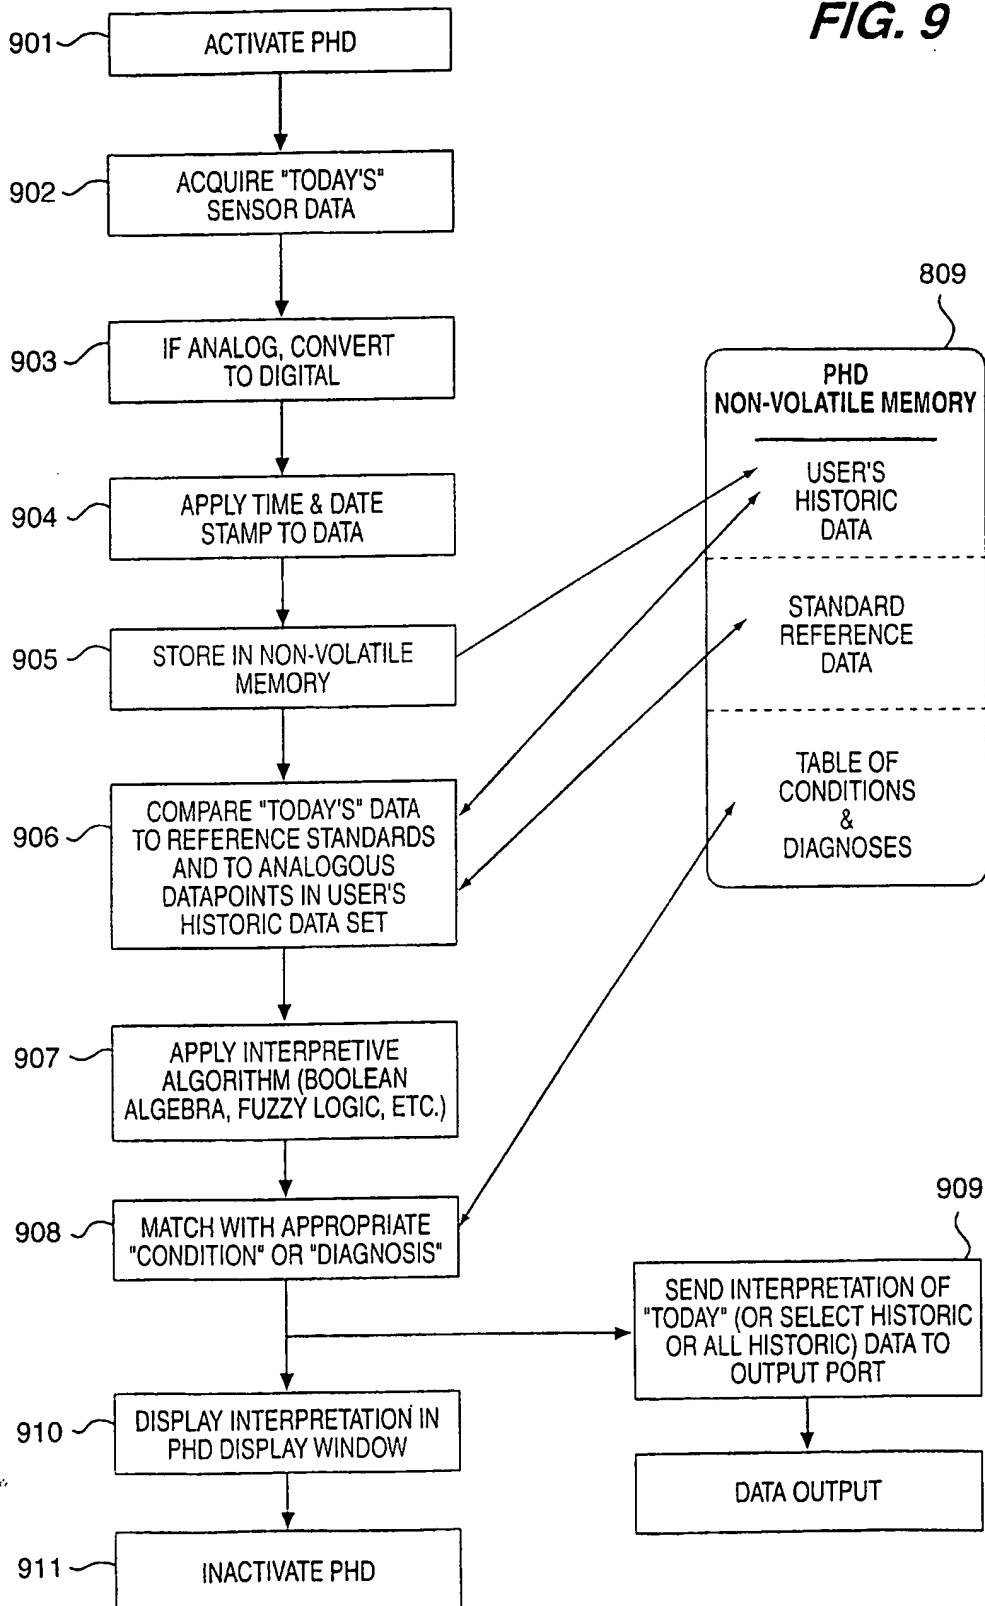 FIG. 9
901
ACTIVATE PHD
902
ACQUIRE "TODAY'S"
SENSOR DATA
903
IF ANALOG, CONVERT
TO DIGITAL
904
APPLY TIME & DATE
STAMP TO DATA
905
STORE IN NON-VOLATILE
MEMORY
906
COMPARE "TODAY'S" DATA
TO REFERENCE STANDARDS
AND TO ANALOGOUS
DATAPOINTS IN USER'S
HISTORIC DATA SET
907
APPLY INTERPRETIVE
ALGORITHM (BOOLEAN
ALGEBRA, FUZZY LOGIC, ETC.)
908
MATCH WITH APPROPRIATE
"CONDITION" OR "DIAGNOSIS"
910
DISPLAY INTERPRETATION IN
PHD DISPLAY WINDOW
911
INACTIVATE PHD
809
PHD
NON-VOLATILE MEMORY
USER'S
HISTORIC
DATA
STANDARD
REFERENCE
DATA
TABLE OF
CONDITIONS
&
DIAGNOSES
909
SEND INTERPRETATION OF
"TODAY" (OR SELECT HISTORIC
OR ALL HISTORIC) DATA TO
OUTPUT PORT
DATA OUTPUT